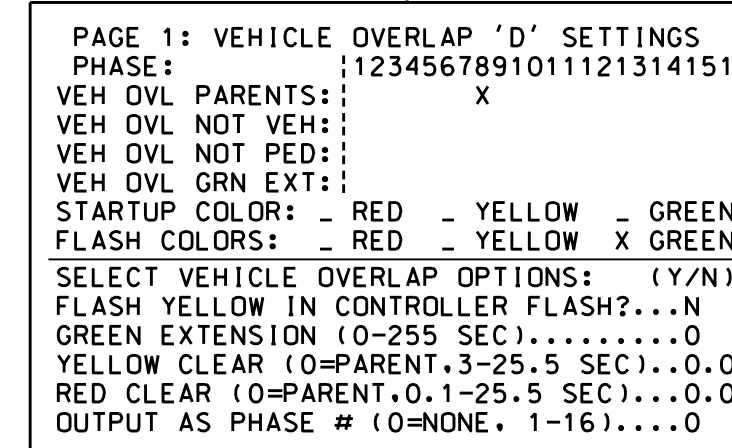 PAGE 1: VEHICLE OVERLAP 'D' SETTINGS
PHASE: ¦1234567891011121314151
VEH OVL PARENTS:¦ X
VEH OVL NOT VEH:¦
VEH OVL NOT PED:¦
VEH OVL GRN EXT:¦
STARTUP COLOR: _ RED _ YELLOW _ GREEN
FLASH COLORS: _ RED _ YELLOW X GREEN
SELECT VEHICLE OVERLAP OPTIONS: (Y/N)
FLASH YELLOW IN CONTROLLER FLASH?...N
GREEN EXTENSION (0-255 SEC).........0
YELLOW CLEAR (0=PARENT,3-25.5 SEC)..0.0
RED CLEAR (0=PARENT,0.1-25.5 SEC)...0.0
OUTPUT AS PHASE # (0=NONE, 1-16)....0